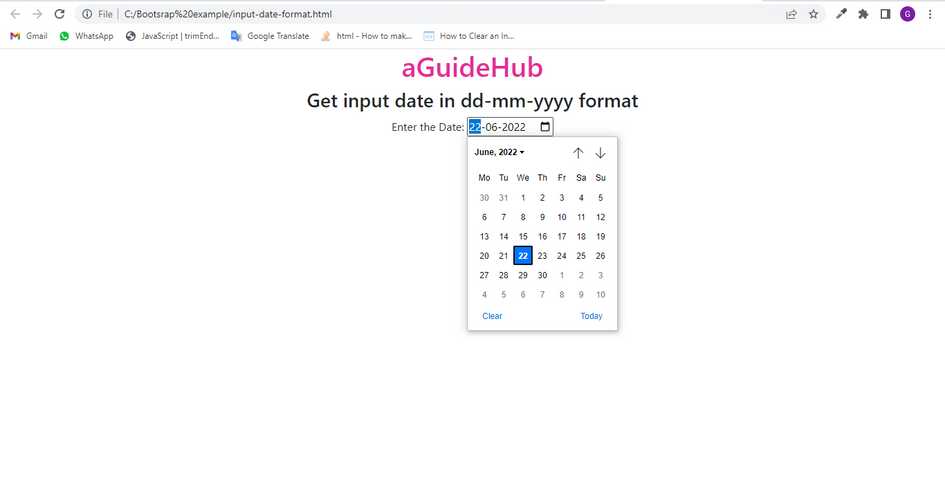 File C:/Bootsrap%20example/input-date-format.html G
Gmail WhatsApp JavaScript | trimEnd... Google Translate html - How to mak... How to Clear an In...
aGuideHub
Get input date in dd-mm-yyyy format
Enter the Date: 22-06-2022
June, 2022
Mo Tu We Th Fr Sa Su
30 31 1 2 3 4 5
6 7 8 9 10 11 12
13 14 15 16 17 18 19
20 21 22 23 24 25 26
27 28 29 30 1 2 3
4 5 6 7 8 9 10
Clear Today